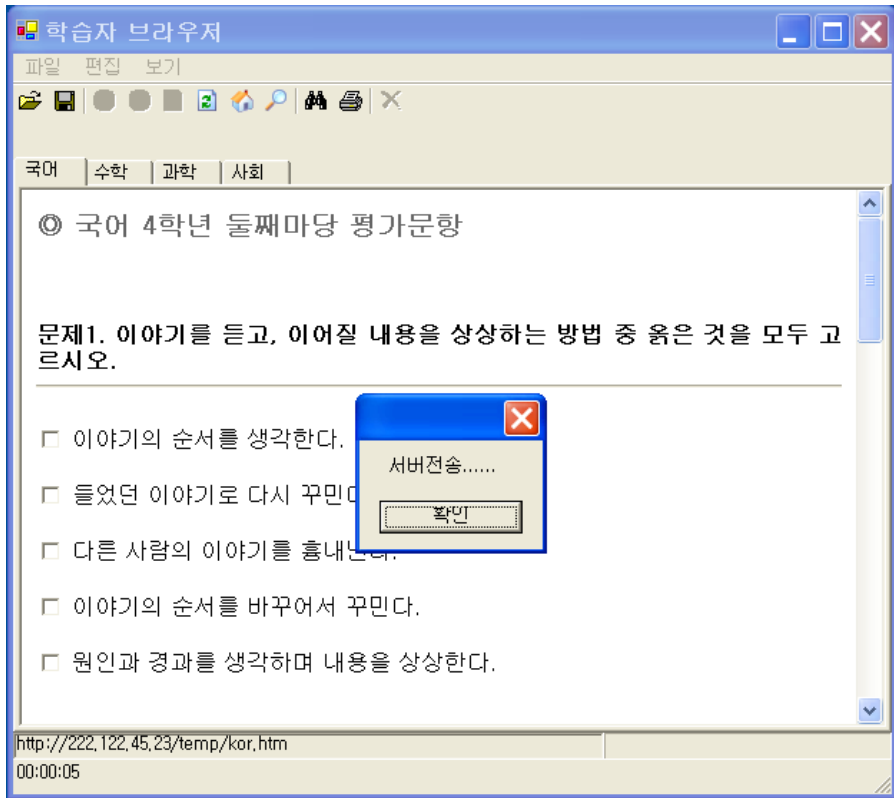 학습자 브라우저
파일 편집 보기
국어 수학 과학 사회
◎ 국어 4학년 둘째마당 평가문항
문제1. 이야기를 듣고, 이어질 내용을 상상하는 방법 중 옳은 것을 모두 고
르시오.
이야기의 순서를 생각한다.
들었던 이야기로 다시
다른 사람의 이야기를
서버전송......
확인
이야기의 순서를 바꾸어서 꾸민다.
원인과 경과를 생각하며 내용을 상상한다.
http://222,122,45,23/temp/kor,htm
00:00:05